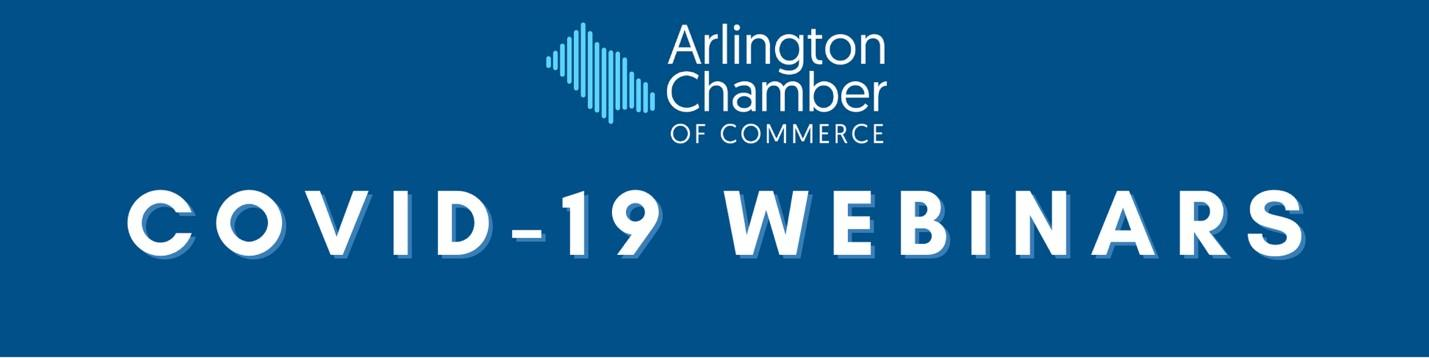 Arlington
Chamber
OF COMMERCE
COVID-19 WEBINARS